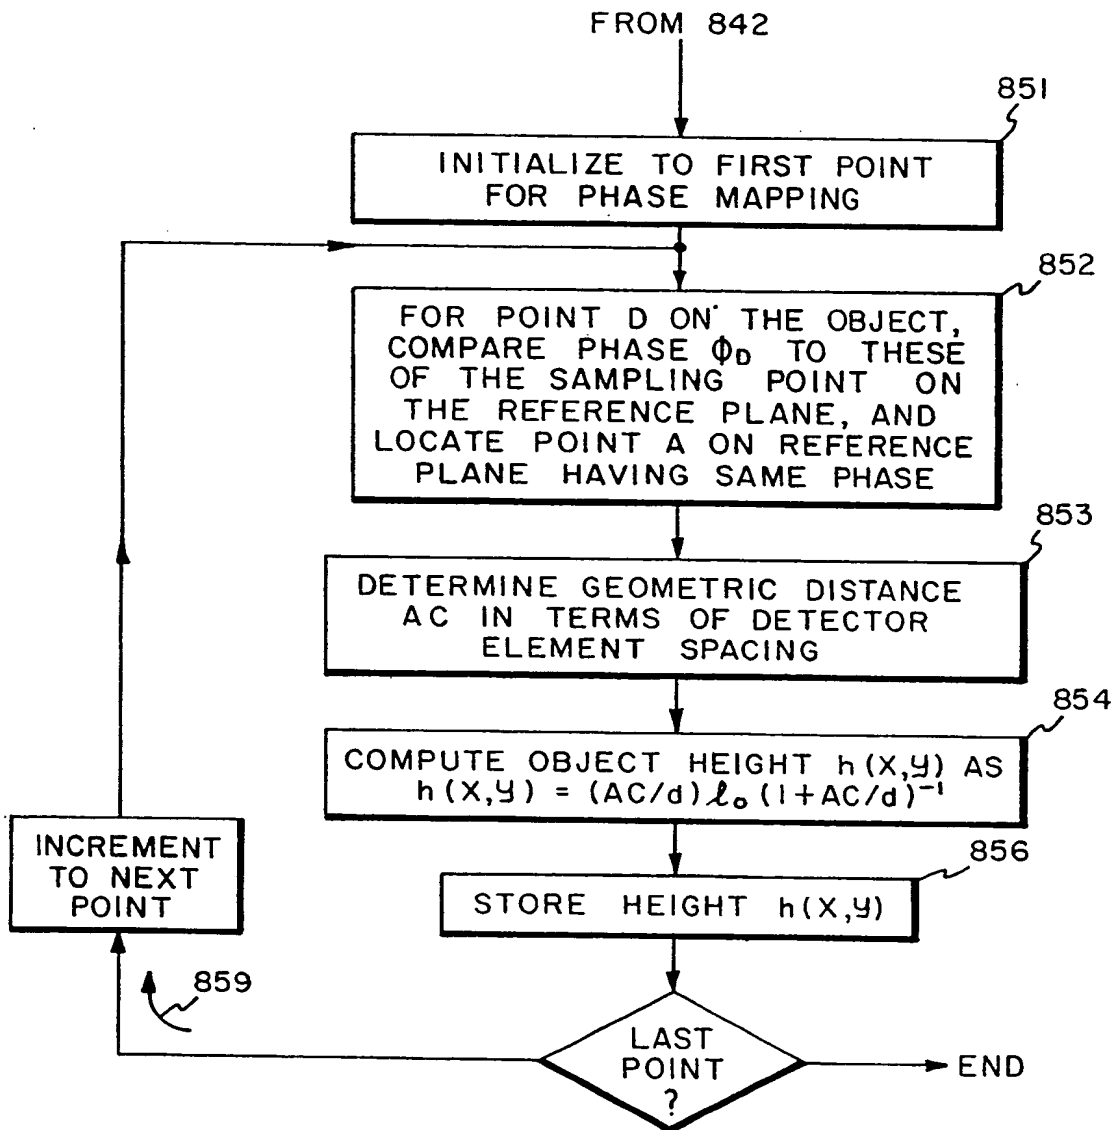 FROM 842
851
INITIALIZE TO FIRST POINT
FOR PHASE MAPPING
852
FOR POINT D ON THE OBJECT,
COMPARE PHASE ΦD TO THESE
OF THE SAMPLING POINT ON
THE REFERENCE PLANE, AND
LOCATE POINT A ON REFERENCE
PLANE HAVING SAME PHASE
853
DETERMINE GEOMETRIC DISTANCE
AC IN TERMS OF DETECTOR
ELEMENT SPACING
854
COMPUTE OBJECT HEIGHT h(X,Y) AS
h(X,Y) = (AC/d) ℓ₀ (1+AC/d)⁻¹
856
STORE HEIGHT h(X,Y)
INCREMENT
TO NEXT
POINT
859
LAST
POINT
?
END